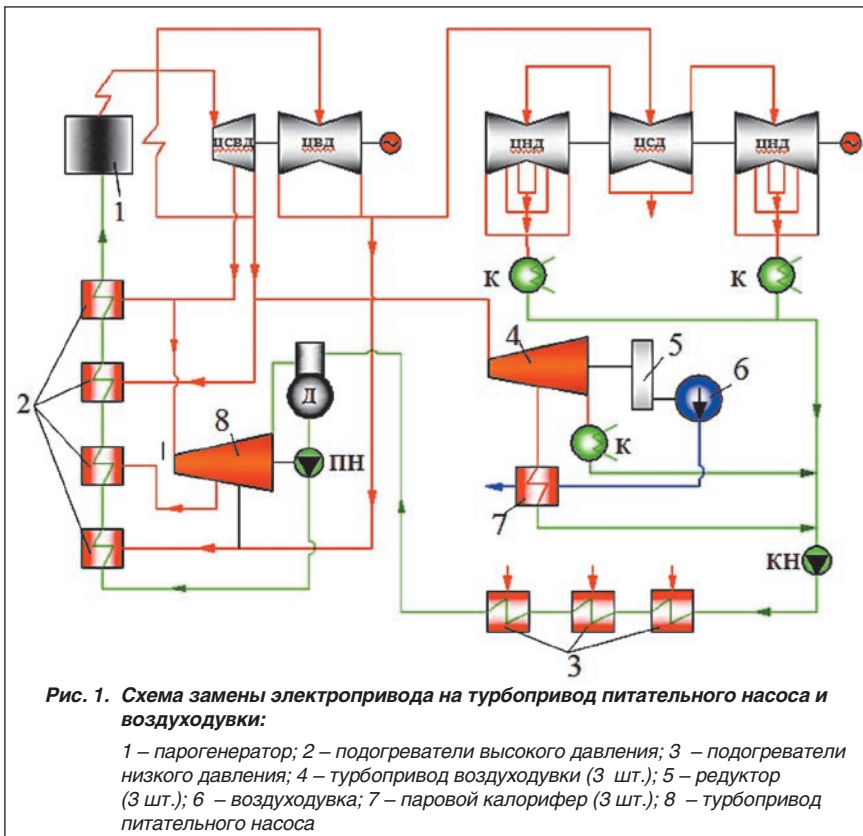 ЦСВД
ЦВД
ЦНД
ЦСД
ЦНД
1
К
К
4
5
6
2
Д
8
ПН
К
7
КН
3
Рис. 1. Схема замены электропривода на турбопривод питательного насоса и
воздуходувки:
1 – парогенератор; 2 – подогреватели высокого давления; 3 – подогреватели
низкого давления; 4 – турбопривод воздуходувки (3 шт.); 5 – редуктор
(3 шт.); 6 – воздуходувка; 7 – паровой калорифер (3 шт.); 8 – турбопривод
питательного насоса